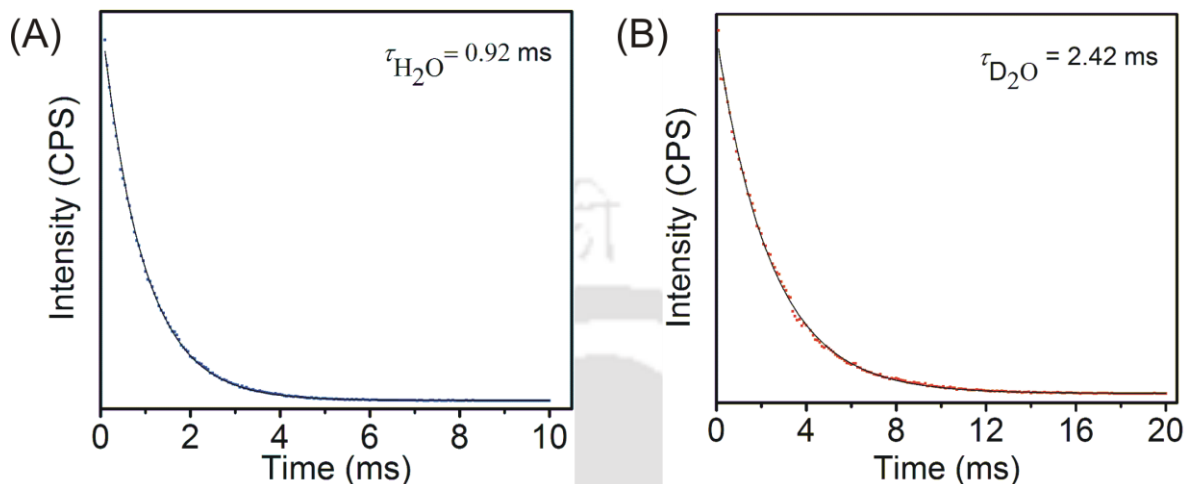 (A)
τH₂O = 0.92 ms
Intensity (CPS)
0 2 4 6 8 10
Time (ms)
(B)
τD₂O = 2.42 ms
Intensity (CPS)
0 4 8 12 16 20
Time (ms)